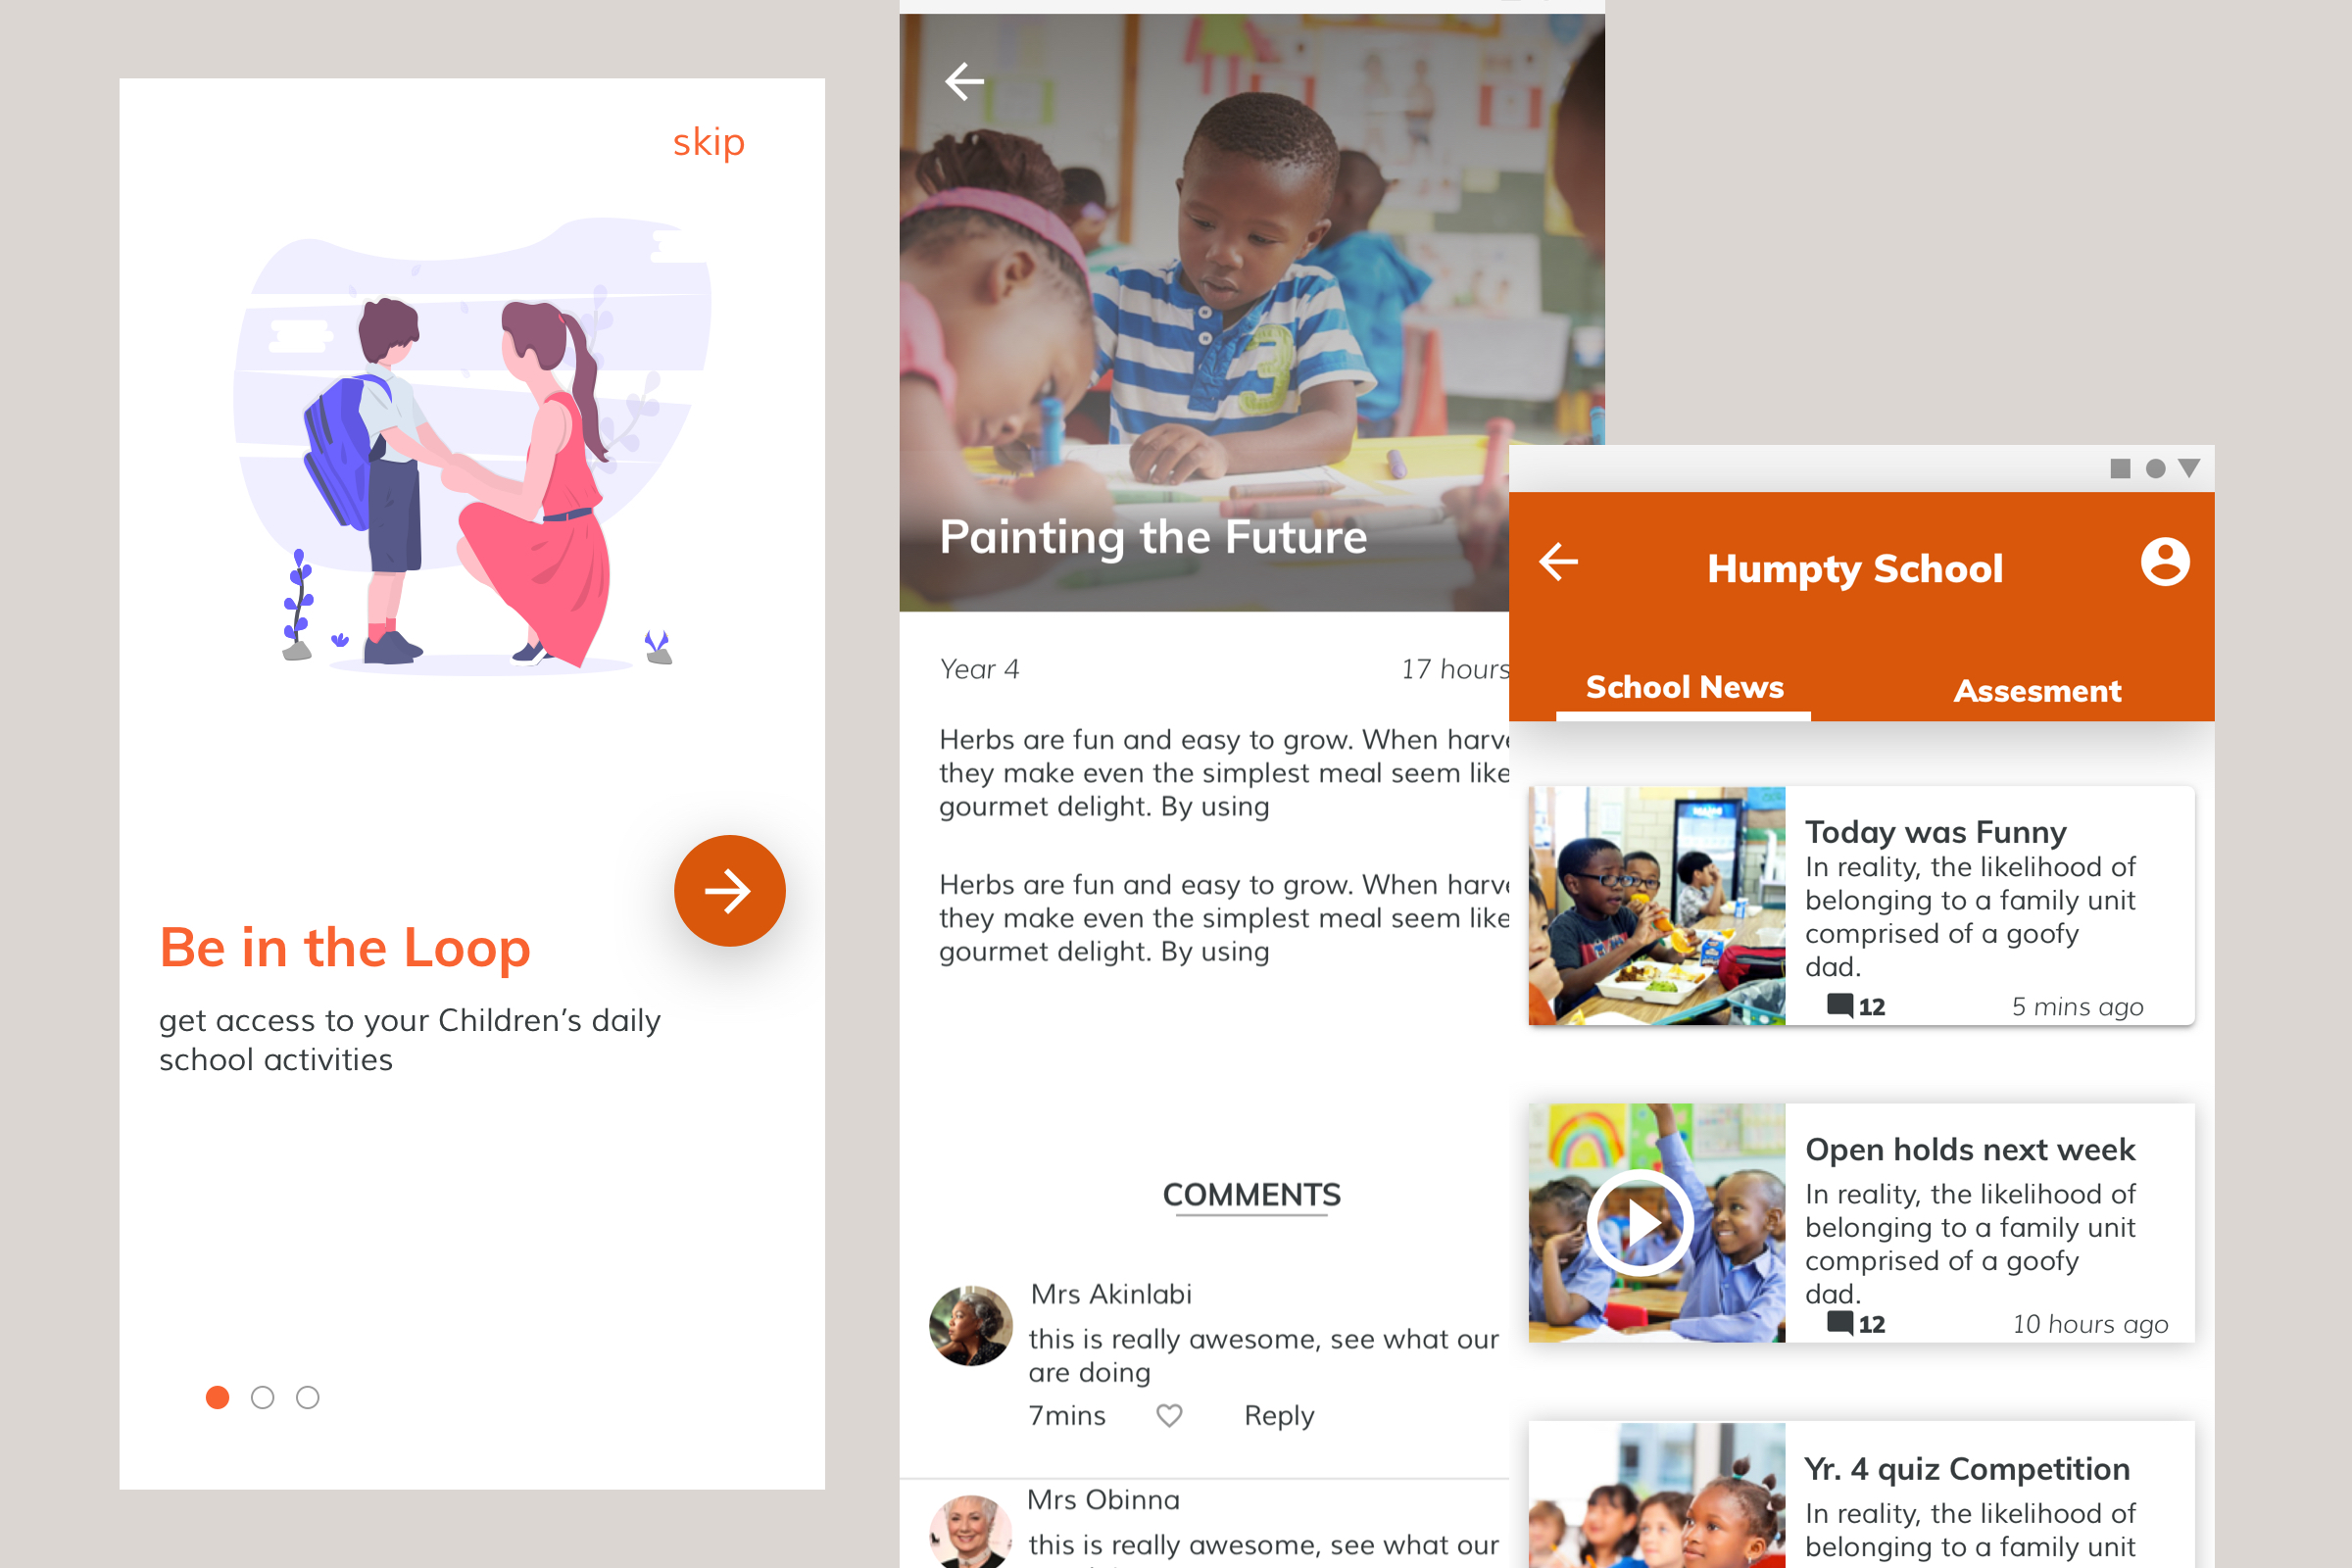 skip
Be in the Loop
get access to your Children's daily
school activities
Painting the Future
Year 4
17 hours
Herbs are fun and easy to grow. When
they make even the simplest meal seem like
gourmet delight. By using
Herbs are fun and easy to grow. When
they make even the simplest meal seem like
gourmet delight. By using
COMMENTS
Mrs Akinlabi
this is really awesome, see what our
are doing
7mins
Reply
Mrs Obinna
this is really awesome, see what our
Humpty School
School News
Assesment
Today was Funny
In reality, the likelihood of
belonging to a family unit
comprised of a goofy
dad.
12
5 mins ago
Open holds next week
In reality, the likelihood of
belonging to a family unit
comprised of a goofy
dad.
12
10 hours ago
Yr. 4 quiz Competition
In reality, the likelihood of
belonging to a family unit